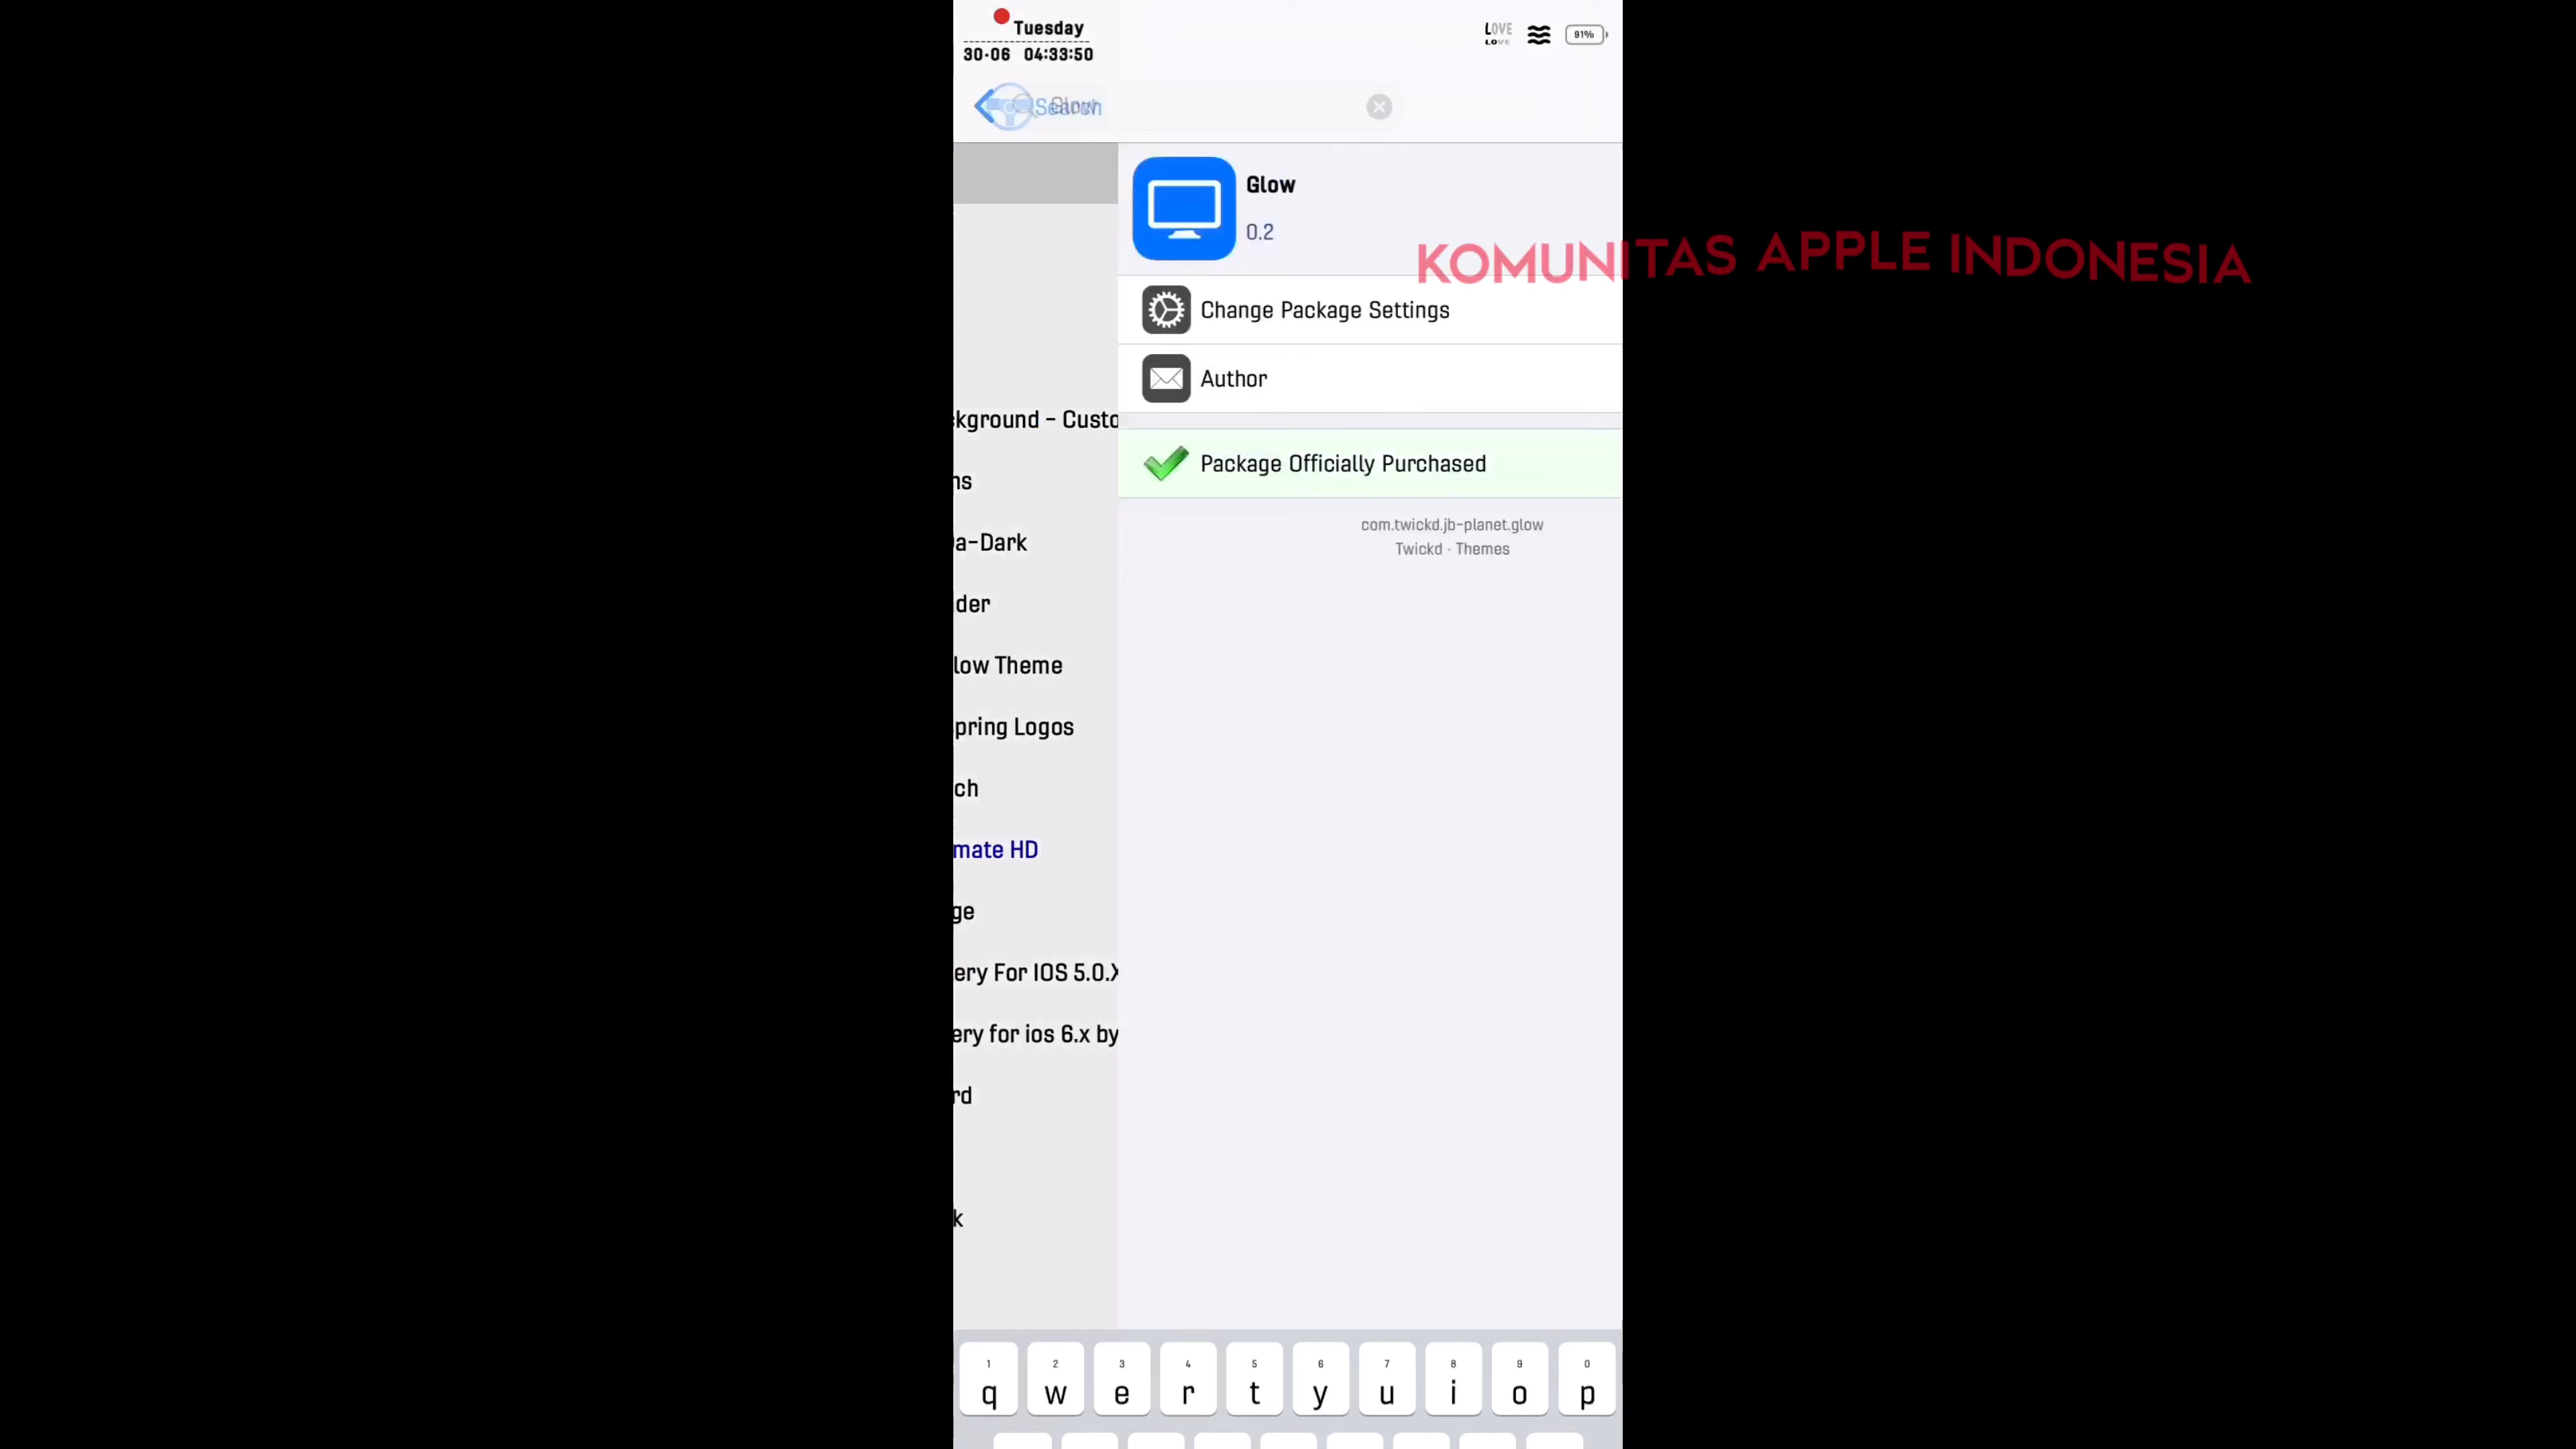 Tuesday
30-06 04:33:50
LOVE
LOVE
91%
Search
Glow
Glow
0.2
KOMUNITAS APPLE INDONESIA
Change Package Settings
Author
Package Officially Purchased
com.twickd.jb-planet.glow
Twickd · Themes
kground - Custo
ns
a-Dark
der
low Theme
pring Logos
ch
mate HD
ge
ery For IOS 5.0.X
ery for ios 6.x by
rd
k
1 2 3 4 5 6 7 8 9 0
q w e r t y u i o p